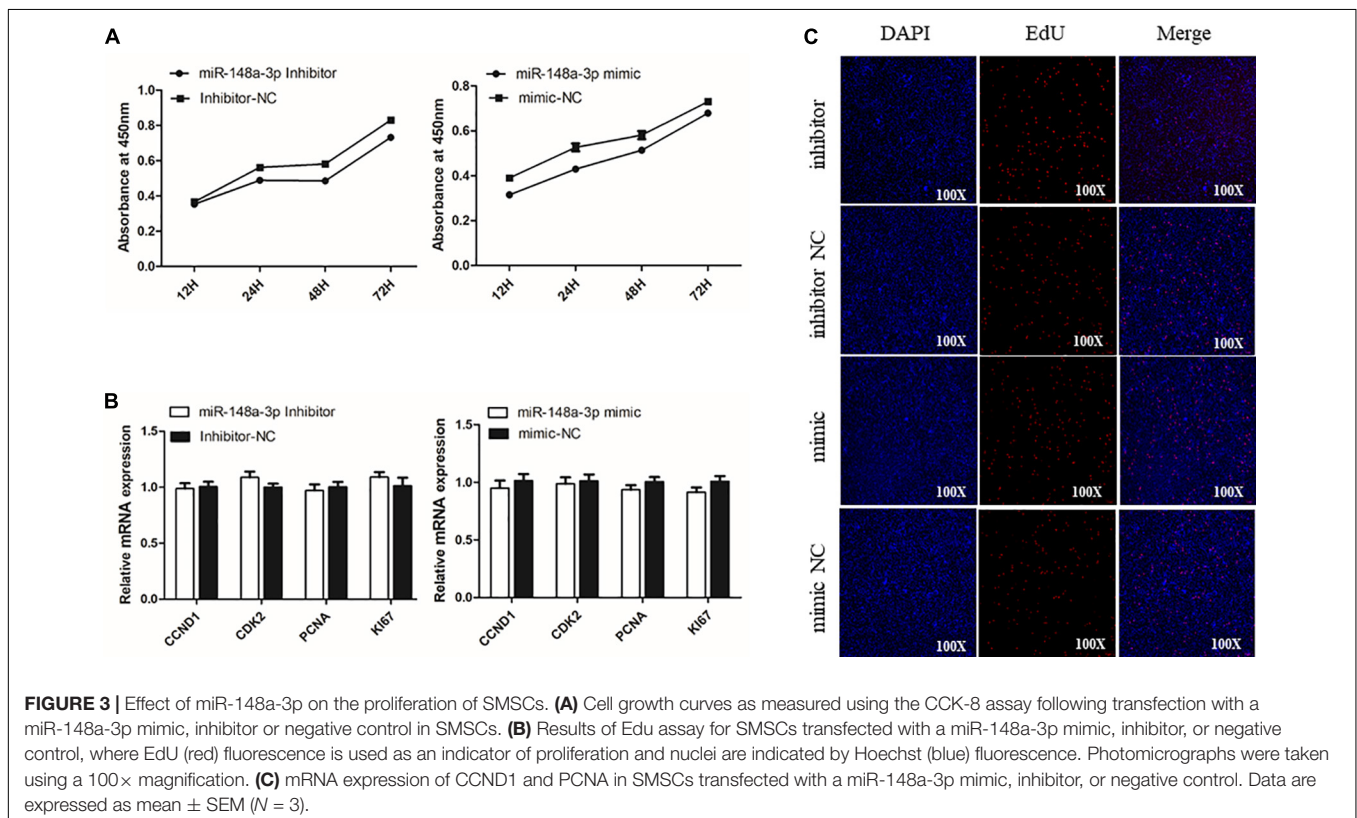 A
miR-148a-3p Inhibitor
Inhibitor-NC
Absorbance at 450nm
1.0
0.8
0.6
0.4
0.2
0.0
12H
24H
48H
72H
miR-148a-3p mimic
mimic-NC
Absorbance at 450nm
0.8
0.6
0.4
0.2
0.0
12H
24H
48H
72H
B
miR-148a-3p Inhibitor
Inhibitor-NC
Relative mRNA expression
1.5
1.0
0.5
0.0
CCND1
CDK2
PCNA
KI67
miR-148a-3p mimic
mimic-NC
Relative mRNA expression
1.5
1.0
0.5
0.0
CCND1
CDK2
PCNA
KI67
C
DAPI EdU Merge
inhibitor
100X 100X 100X
inhibitor NC
100X 100X 100X
mimic
100X 100X 100X
mimic NC
100X 100X 100X
FIGURE 3 | Effect of miR-148a-3p on the proliferation of SMSCs. (A) Cell growth curves as measured using the CCK-8 assay following transfection with a
miR-148a-3p mimic, inhibitor or negative control in SMSCs. (B) Results of Edu assay for SMSCs transfected with a miR-148a-3p mimic, inhibitor, or negative
control, where EdU (red) fluorescence is used as an indicator of proliferation and nuclei are indicated by Hoechst (blue) fluorescence. Photomicrographs were taken
using a 100× magnification. (C) mRNA expression of CCND1 and PCNA in SMSCs transfected with a miR-148a-3p mimic, inhibitor, or negative control. Data are
expressed as mean ± SEM (N = 3).